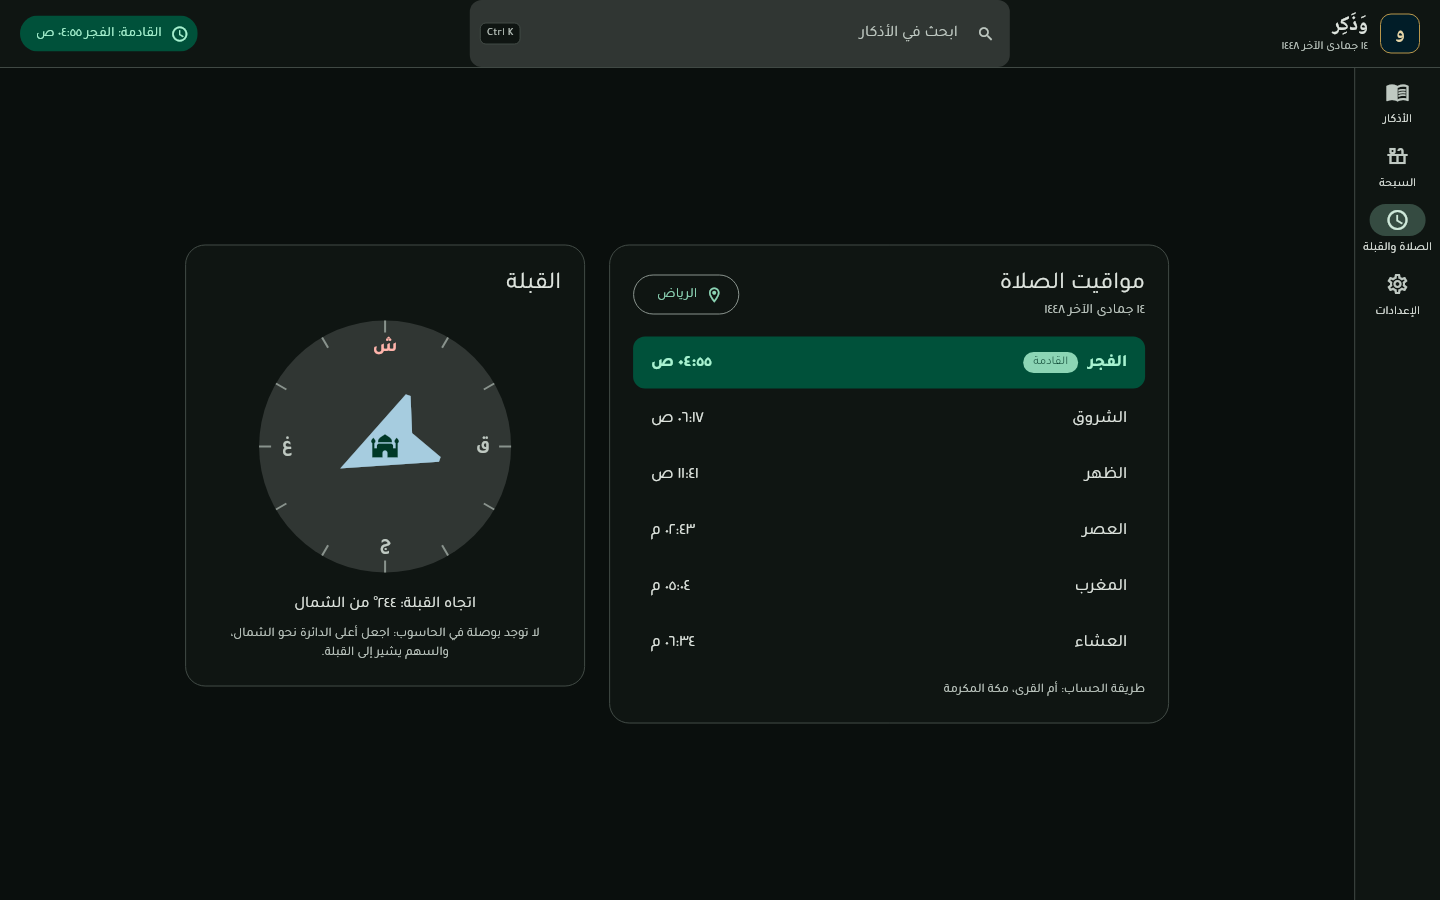 و
وَذَكِّر
١٤ جمادى الآخر ١٤٤٨
ابحث في الأذكار
Ctrl K
القادمة: الفجر ٠٤:٥٥ ص
الأذكار
السبحة
الصلاة والقبلة
الإعدادات
مواقيت الصلاة
١٤ جمادى الآخر ١٤٤٨
الرياض
الفجر القادمة ٠٤:٥٥ ص
الشروق ٠٦:١٧ ص
الظهر ١١:٤١ ص
العصر ٠٢:٤٣ م
المغرب ٠٥:٠٤ م
العشاء ٠٦:٣٤ م
طريقة الحساب: أم القرى، مكة المكرمة
القبلة
ش
ق
غ
ج
اتجاه القبلة: ٢٤٤° من الشمال
لا توجد بوصلة في الحاسوب: اجعل أعلى الدائرة نحو الشمال،
والسهم يشير إلى القبلة.